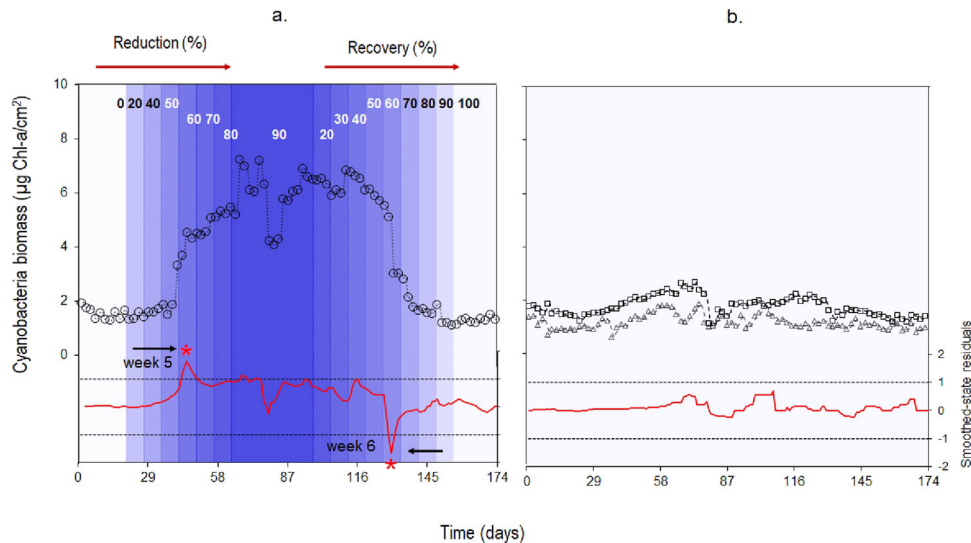 a.
b.
Reduction (%)
Recovery (%)
10
8
6
4
2
0
Cyanobacteria biomass (µg Chl-a/cm²)
0 20 40 50
60 70
80
90
20
30 40
50 60 70 80 90 100
week 5
*
week 6
*
0
29
58
87
116
145
174
0
29
58
87
116
145
174
2
1
0
-1
-2
Smoothed-state residuals
Time (days)